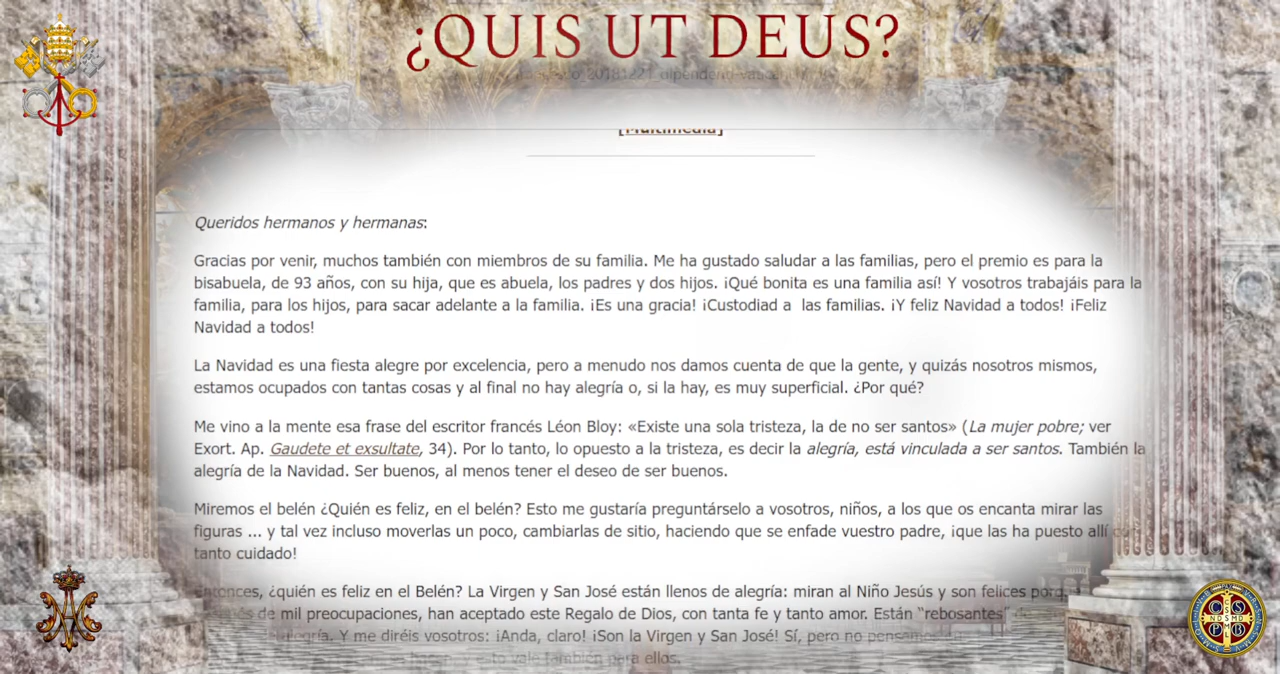 ¿QUIS UT DEUS?
[Multimedia]
Queridos hermanos y hermanas:
Gracias por venir, muchos también con miembros de su familia. Me ha gustado saludar a las familias, pero el premio es para la
bisabuela, de 93 años, con su hija, que es abuela, los padres y dos hijos. ¡Qué bonita es una familia así! Y vosotros trabajáis para la
familia, para los hijos, para sacar adelante a la familia. ¡Es una gracia! ¡Custodiad a las familias. ¡Y feliz Navidad a todos! ¡Feliz
Navidad a todos!
La Navidad es una fiesta alegre por excelencia, pero a menudo nos damos cuenta de que la gente, y quizás nosotros mismos,
estamos ocupados con tantas cosas y al final no hay alegría o, si la hay, es muy superficial. ¿Por qué?
Me vino a la mente esa frase del escritor francés Léon Bloy: «Existe una sola tristeza, la de no ser santos» (La mujer pobre; ver
Exort. Ap. Gaudete et exsultate, 34). Por lo tanto, lo opuesto a la tristeza, es decir la alegría, está vinculada a ser santos. También la
alegría de la Navidad. Ser buenos, al menos tener el deseo de ser buenos.
Miremos el belén ¿Quién es feliz, en el belén? Esto me gustaría preguntárselo a vosotros, niños, a los que os encanta mirar las
figuras ... y tal vez incluso moverlas un poco, cambiarlas de sitio, haciendo que se enfade vuestro padre, ¡que las ha puesto allí
tanto cuidado!
Entonces, ¿quién es feliz en el Belén? La Virgen y San José están llenos de alegría: miran al Niño Jesús y son felices
de mil preocupaciones, han aceptado este Regalo de Dios, con tanta fe y tanto amor. Están “rebosantes”
alegría. Y me diréis vosotros: ¡Anda, claro! ¡Son la Virgen y San José! Sí, pero no
esto vale también para ellos.